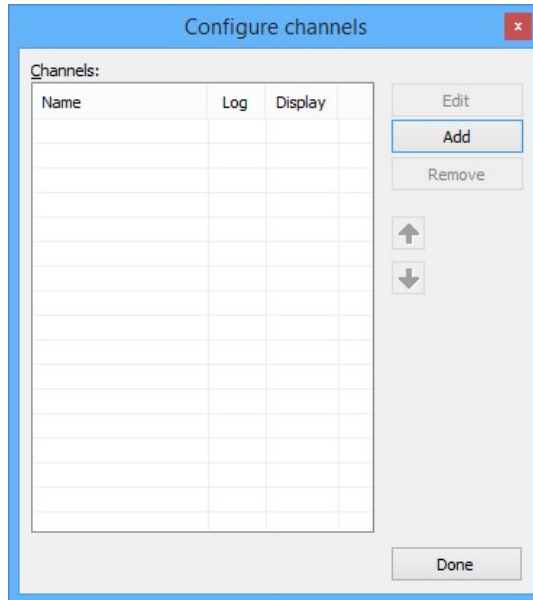 Configure channels
x
Channels:
Name Log Display
Edit
Add
Remove
Done